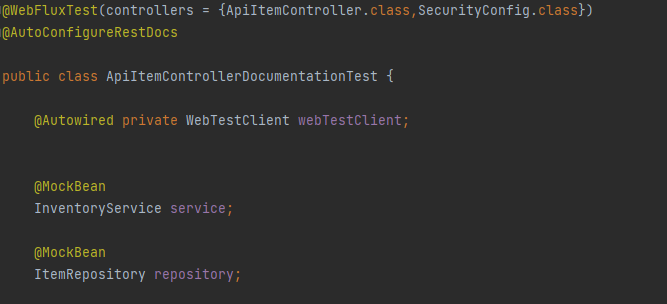 @WebFluxTest(controllers = {ApiItemController.class,SecurityConfig.class})
@AutoConfigureRestDocs
public class ApiItemControllerDocumentationTest {
@Autowired private WebTestClient webTestClient;
@MockBean
InventoryService service;
@MockBean
ItemRepository repository;